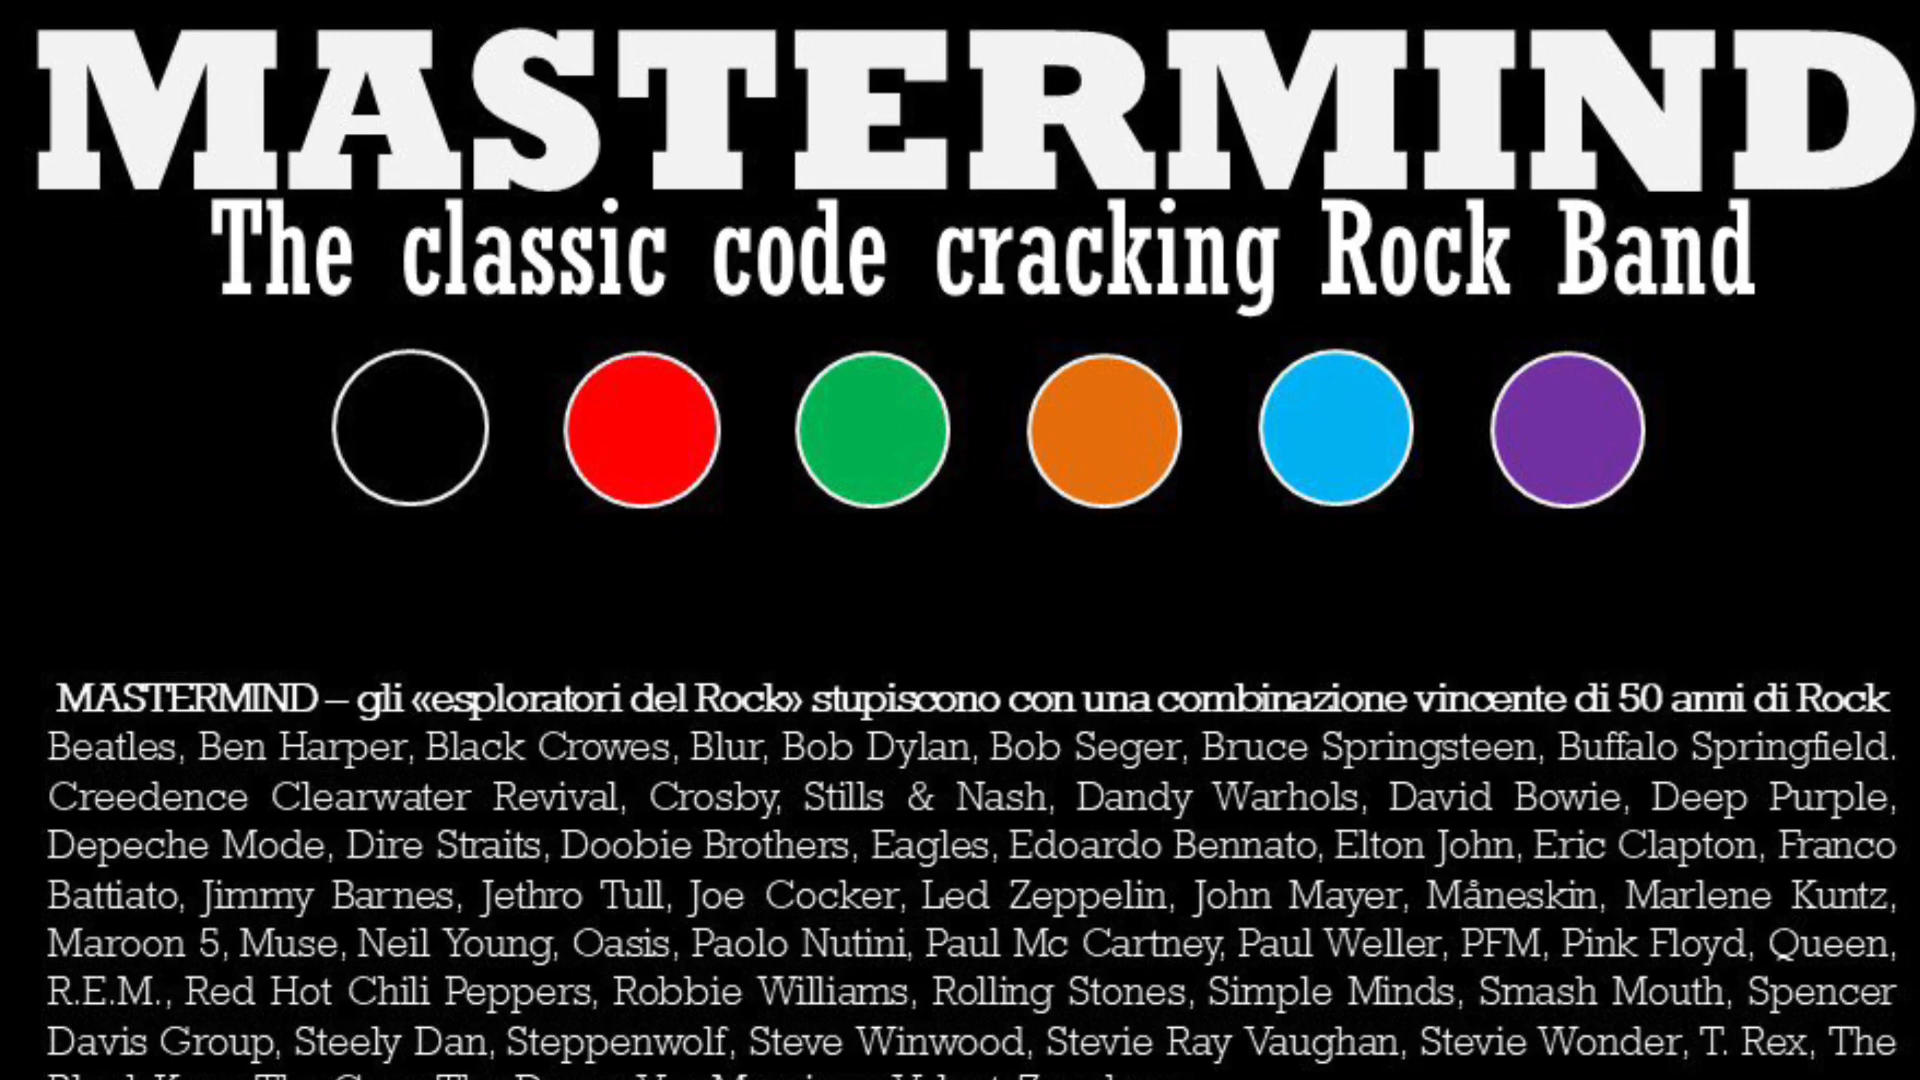 MASTERMIND
The classic code cracking Rock Band
MASTERMIND – gli «esploratori del Rock» stupiscono con una combinazione vincente di 50 anni di Rock
Beatles, Ben Harper, Black Crowes, Blur, Bob Dylan, Bob Seger, Bruce Springsteen, Buffalo Springfield.
Creedence Clearwater Revival, Crosby, Stills & Nash, Dandy Warhols, David Bowie, Deep Purple,
Depeche Mode, Dire Straits, Doobie Brothers, Eagles, Edoardo Bennato, Elton John, Eric Clapton, Franco
Battiato, Jimmy Barnes, Jethro Tull, Joe Cocker, Led Zeppelin, John Mayer, Måneskin, Marlene Kuntz,
Maroon 5, Muse, Neil Young, Oasis, Paolo Nutini, Paul Mc Cartney, Paul Weller, PFM, Pink Floyd, Queen,
R.E.M., Red Hot Chili Peppers, Robbie Williams, Rolling Stones, Simple Minds, Smash Mouth, Spencer
Davis Group, Steely Dan, Steppenwolf, Steve Winwood, Stevie Ray Vaughan, Stevie Wonder, T. Rex, The